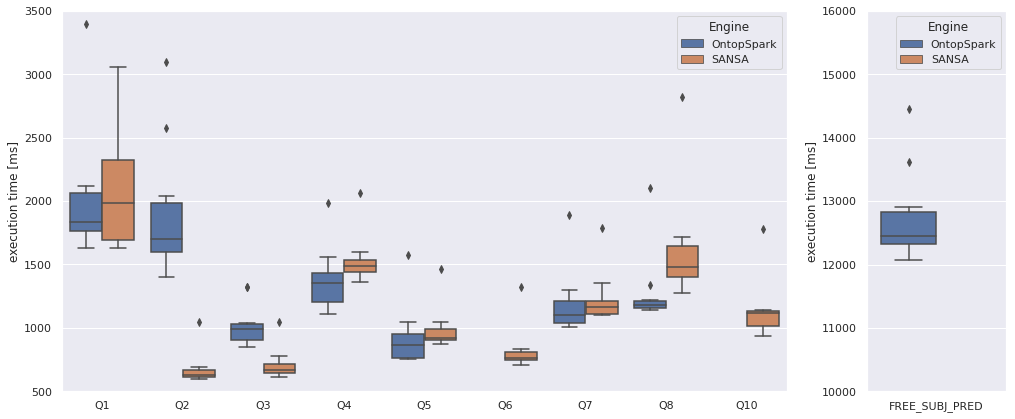 execution time [ms]
3500
3000
2500
2000
1500
1000
500
Q1 Q2 Q3 Q4 Q5 Q6 Q7 Q8 Q10
Engine
OntopSpark
SANSA
execution time [ms]
16000
15000
14000
13000
12000
11000
10000
FREE_SUBJ_PRED
Engine
OntopSpark
SANSA